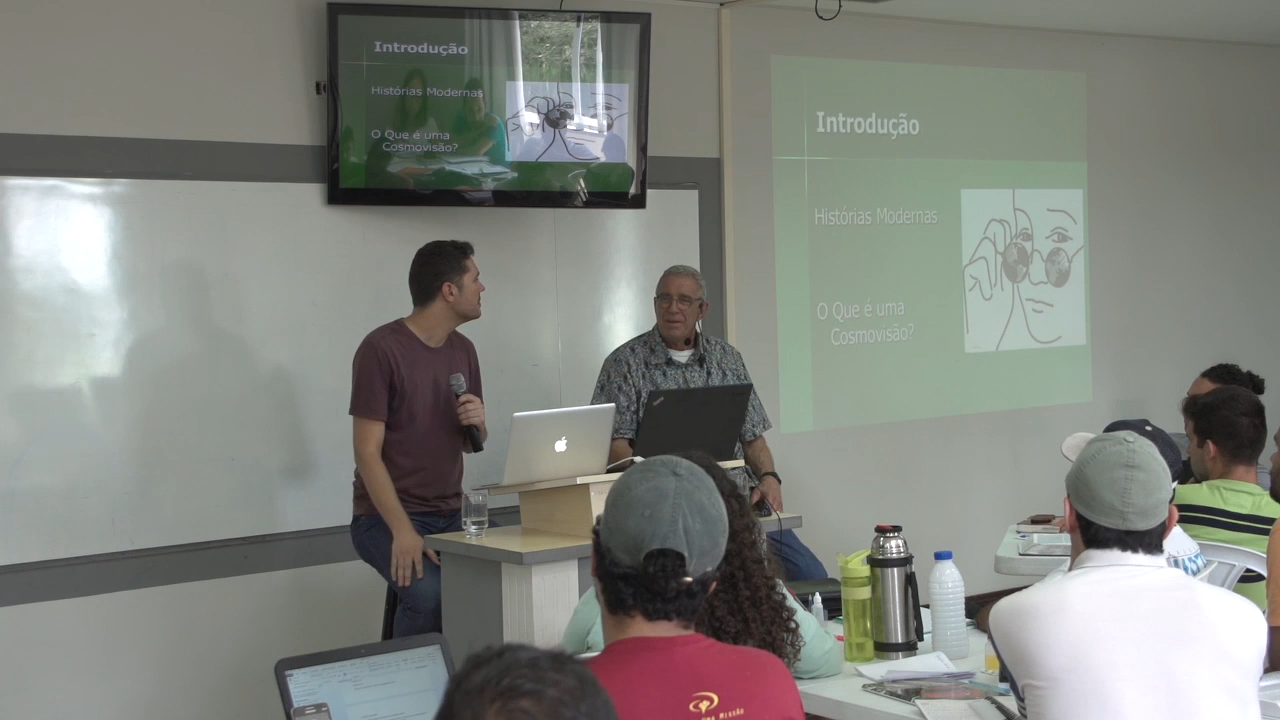 Introdução
Histórias Modernas
O Que é uma
Cosmovisão?
Introdução
Histórias Modernas
O Que é uma
Cosmovisão?